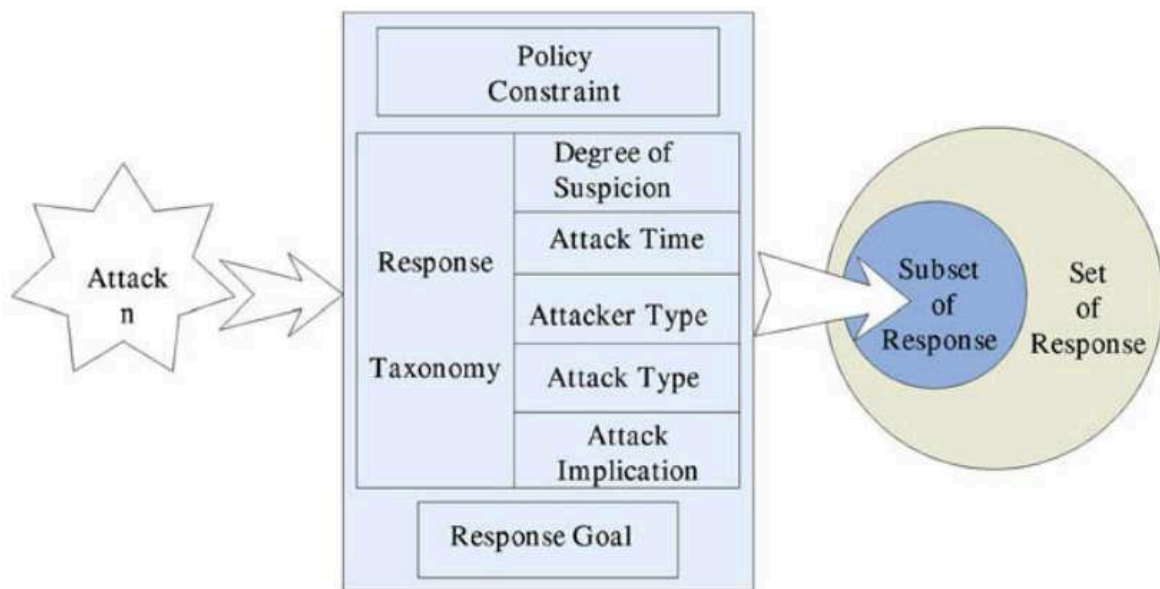 Policy
Constraint
Degree of
Suspicion
Attack Time
Response
Taxonomy
Attacker Type
Attack Type
Attack
Implication
Response Goal
Attack
n
Subset
of
Response
Set
of
Response